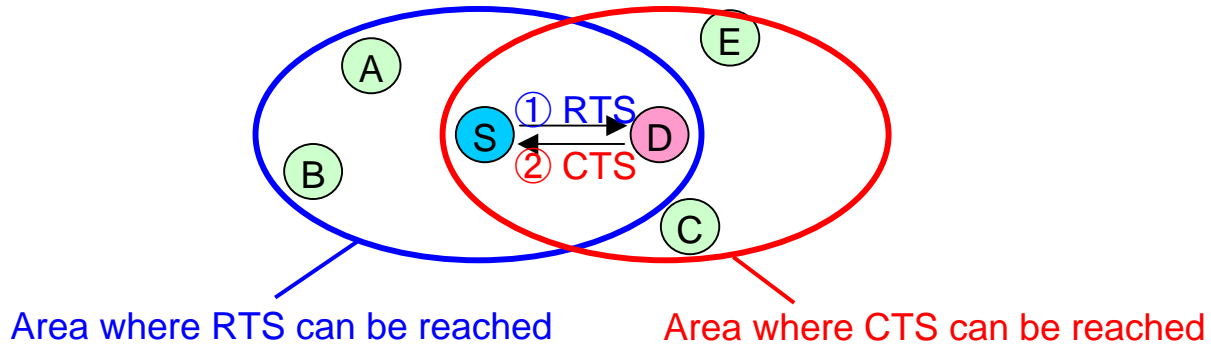 E
A
① RTS
S
D
② CTS
B
C
Area where RTS can be reached
Area where CTS can be reached